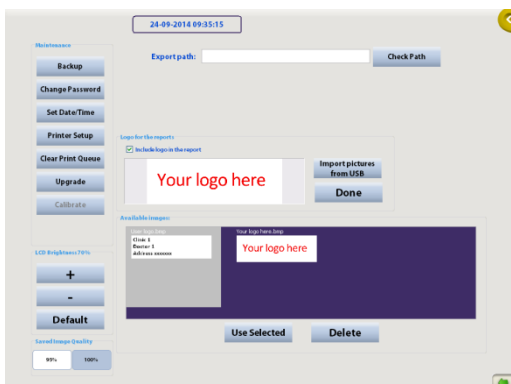 24-09-2014 09:35:15
Maintenance
Backup
Change Password
Set Date/Time
Printer Setup
Clear Print Queue
Upgrade
Calibrate
Export path:
Check Path
Logo for the reports
Include logo in the report
Your logo here
Import pictures
from USB
Done
Available images:
User logo.bmp
Clinic 1
Doctor 1
Address xxxxxx
Your logo here.bmp
Your logo here
LCD Brightness 70%
+
-
Default
Use Selected
Delete
Saved Image Quality
99%
100%